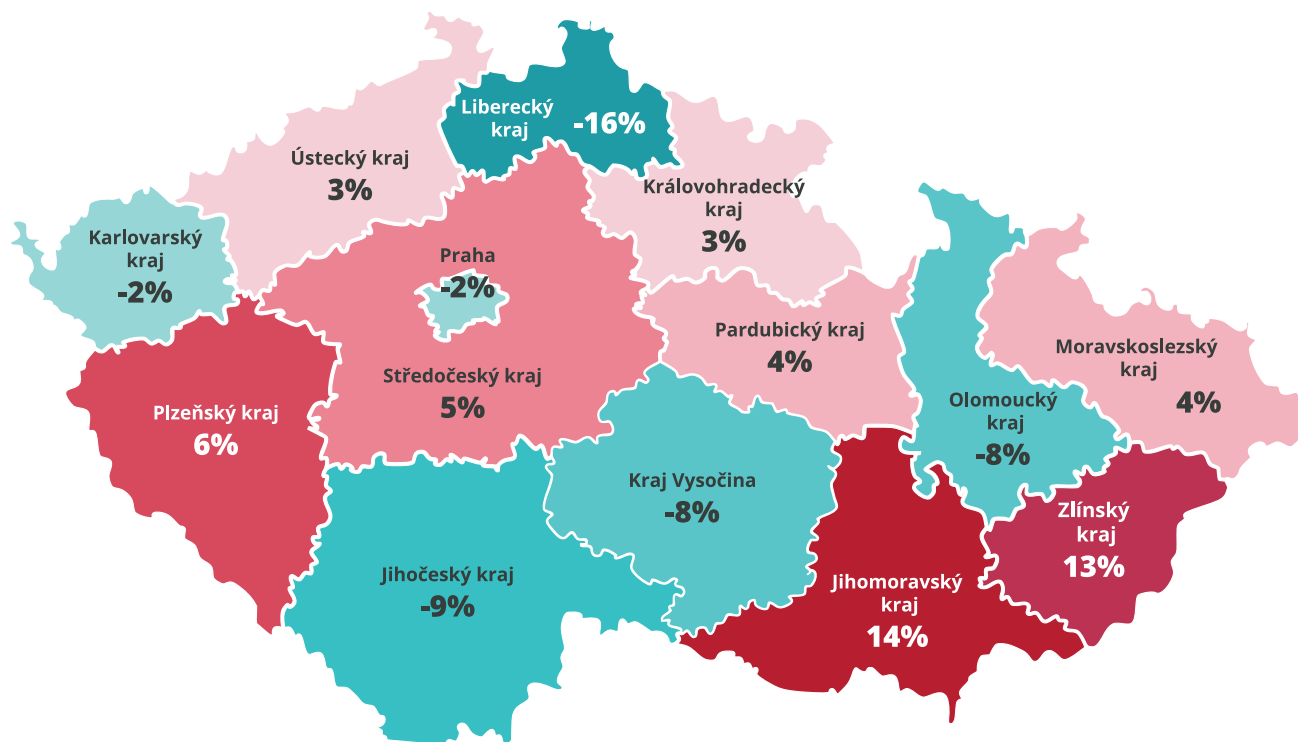 Liberecký
kraj
-16%
Ústecký kraj
3%
Královohradecký
kraj
3%
Karlovarský
kraj
-2%
Praha
-2%
Pardubický kraj
4%
Moravskoslezský
kraj
4%
Středočeský kraj
5%
Plzeňský kraj
6%
Olomoucký
kraj
-8%
Kraj Vysočina
-8%
Zlínský
kraj
13%
Jihočeský kraj
-9%
Jihomoravský
kraj
14%